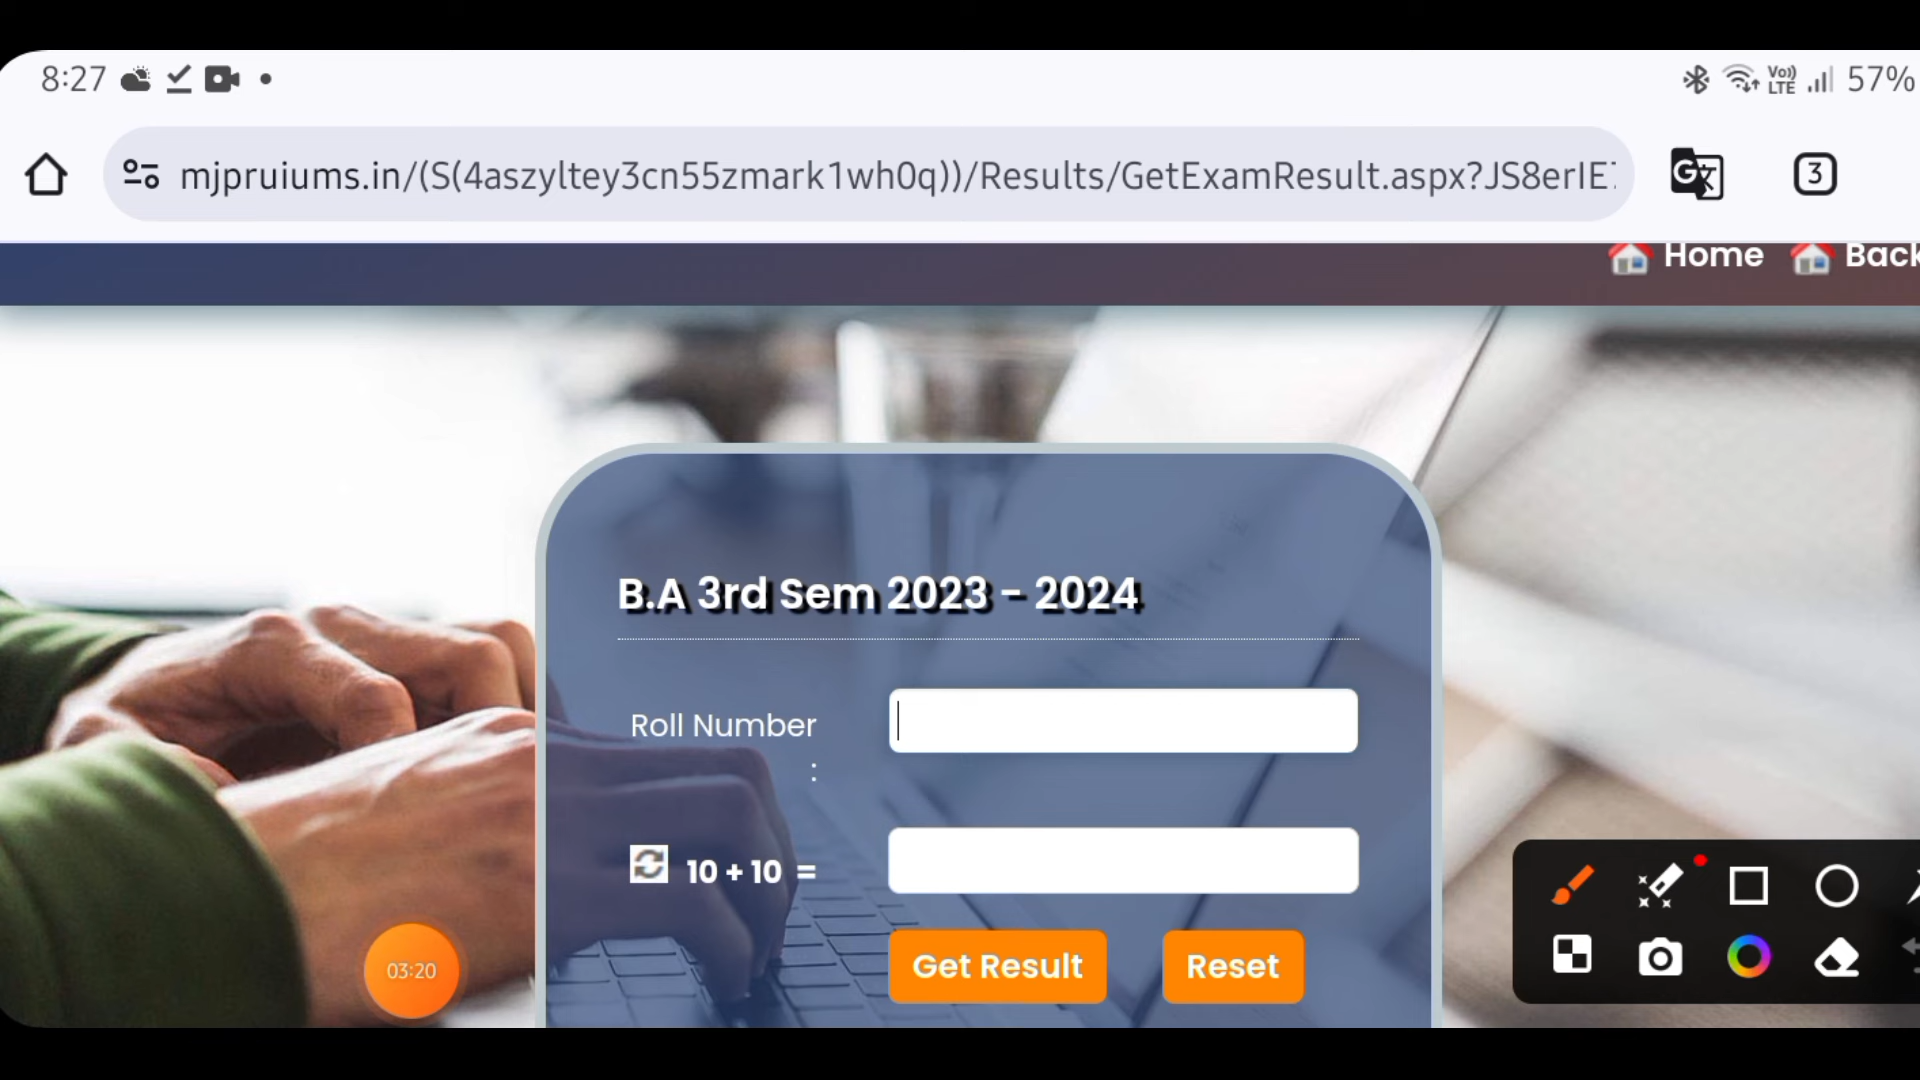 8:27
57%
mjpruiums.in/(S(4aszyltey3cn55zmark1wh0q))/Results/GetExamResult.aspx?JS8erIE
3
Home Back
B.A 3rd Sem 2023 - 2024
Roll Number
:
10 + 10 =
Get Result Reset
03:20